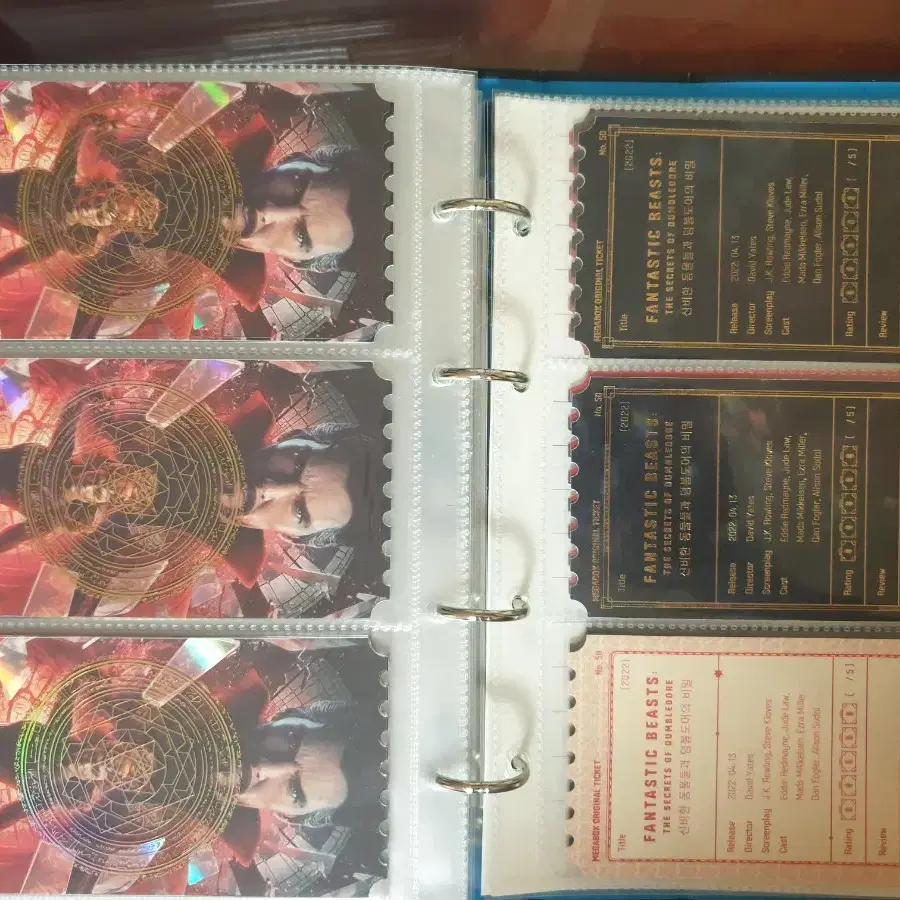 MEGABOX ORIGINAL TICKET No. 50
Title [2022]
FANTASTIC BEASTS:
THE SECRETS OF DUMBLEDORE
신비한 동물들과 덤블도어의 비밀
Release 2022. 04. 13
Director David Yates
Screenplay J.K. Rowling, Steve Kloves
Cast Eddie Redmayne, Jude Law,
Mads Mikkelsen, Ezra Miller,
Dan Fogler, Alison Sudol
Rating [ /5]
Review
MEGABOX ORIGINAL TICKET No. 50
Title [2022]
FANTASTIC BEASTS:
THE SECRETS OF DUMBLEDORE
신비한 동물들과 덤블도어의 비밀
Release 2022. 04. 13
Director David Yates
Screenplay J.K. Rowling, Steve Kloves
Cast Eddie Redmayne, Jude Law,
Mads Mikkelsen, Ezra Miller,
Dan Fogler, Alison Sudol
Rating [ /5]
Review
MEGABOX ORIGINAL TICKET No. 50
Title [2022]
FANTASTIC BEASTS:
THE SECRETS OF DUMBLEDORE
신비한 동물들과 덤블도어의 비밀
Release 2022. 04. 13
Director David Yates
Screenplay J.K. Rowling, Steve Kloves
Cast Eddie Redmayne, Jude Law,
Mads Mikkelsen, Ezra Miller,
Dan Fogler, Alison Sudol
Rating [ /5]
Review